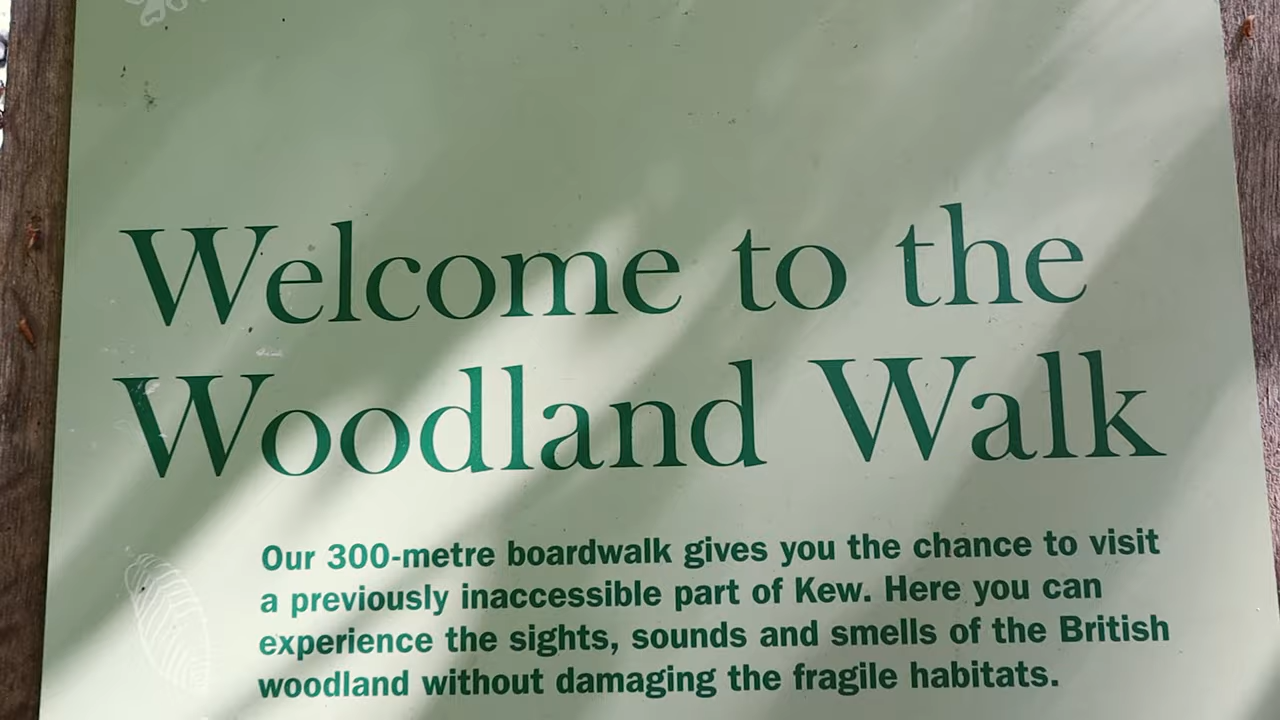 Welcome to the
Woodland Walk
Our 300-metre boardwalk gives you the chance to visit
a previously inaccessible part of Kew. Here you can
experience the sights, sounds and smells of the British
woodland without damaging the fragile habitats.